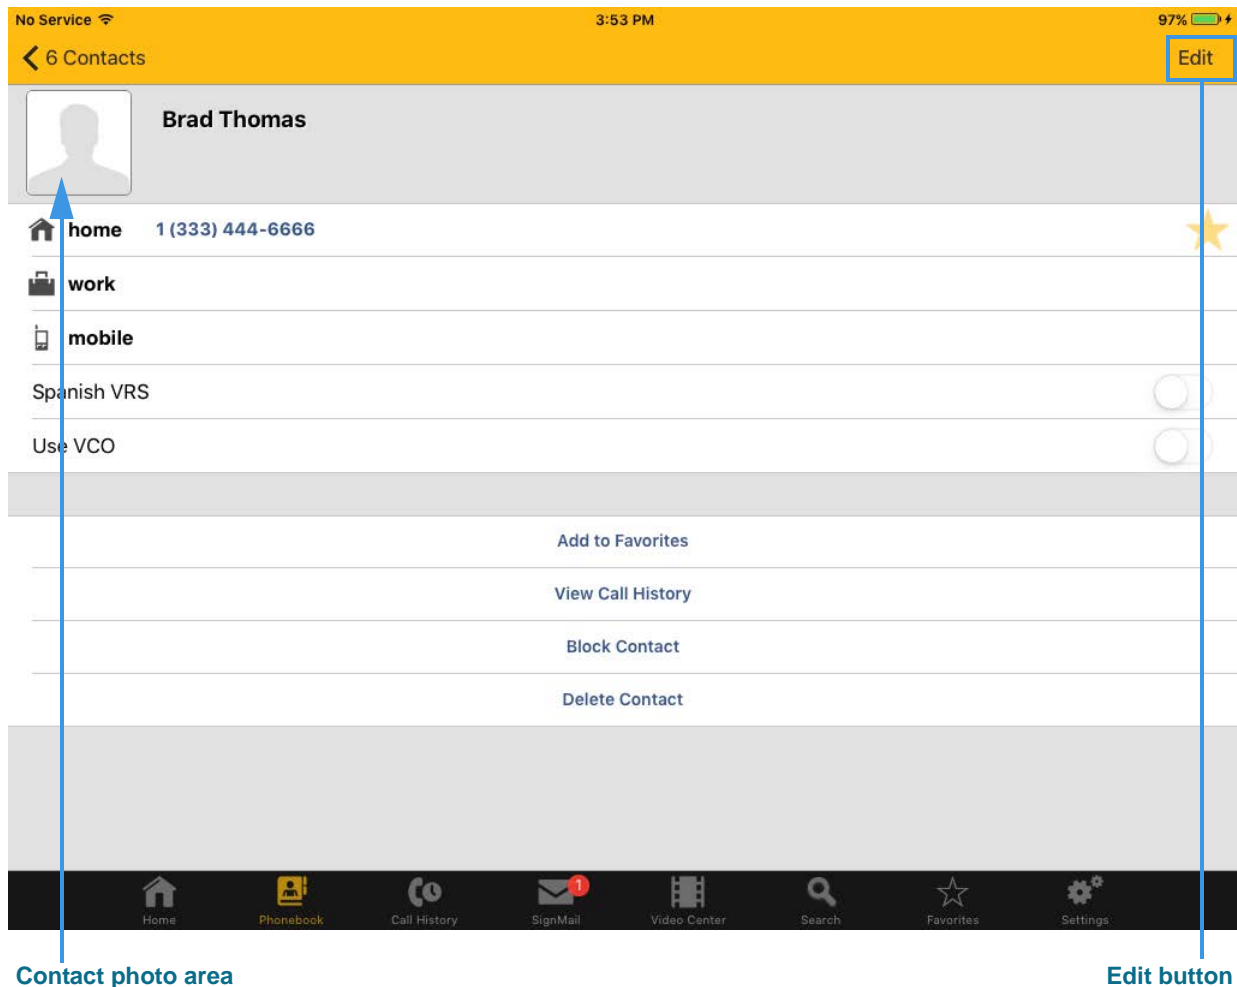 No Service 3:53 PM 97%
6 Contacts Edit
Brad Thomas
home 1 (333) 444-6666
work
mobile
Spanish VRS
Use VCO
Add to Favorites
View Call History
Block Contact
Delete Contact
1
Home Phonebook Call History SignMail Video Center Search Favorites Settings
Contact photo area Edit button